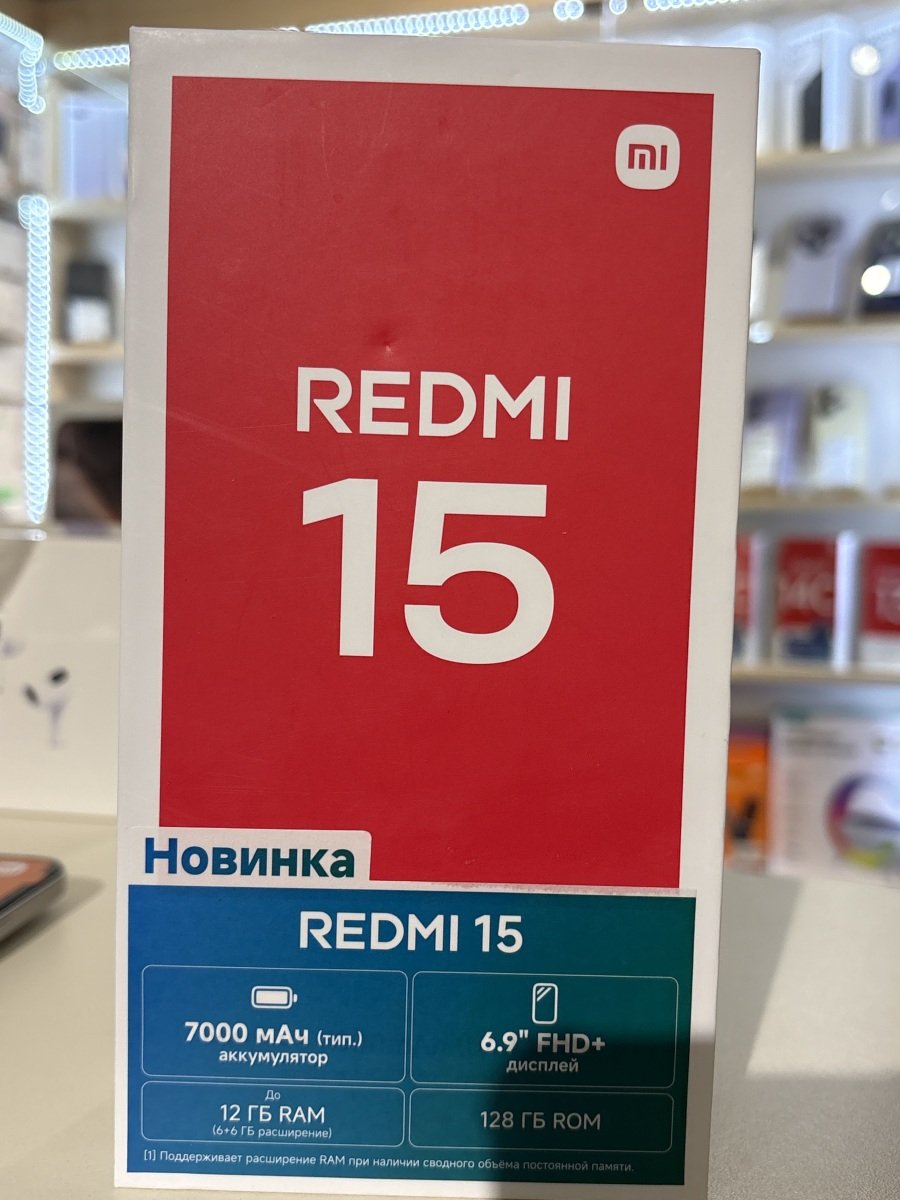 mi
REDMI
15
Новинка
REDMI 15
7000 мАч (тип.)
аккумулятор
6.9" FHD+
дисплей
До
12 ГБ RAM
(6+6 ГБ расширение)
128 ГБ ROM
[1] Поддерживает расширение RAM при наличии сводного объёма постоянной памяти.
14C